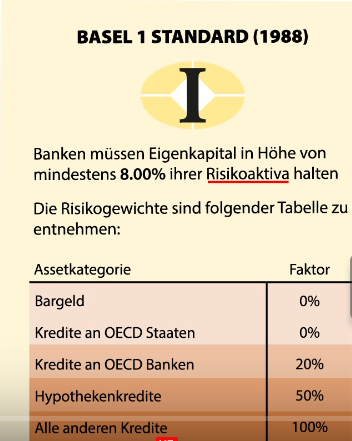 BASEL 1 STANDARD (1988)
I
Banken müssen Eigenkapital in Höhe von
mindestens 8.00% ihrer Risikoaktiva halten
Die Risikogewichte sind folgender Tabelle zu
entnehmen:
Assetkategorie Faktor
Bargeld 0%
Kredite an OECD Staaten 0%
Kredite an OECD Banken 20%
Hypothekenkredite 50%
Alle anderen Kredite 100%